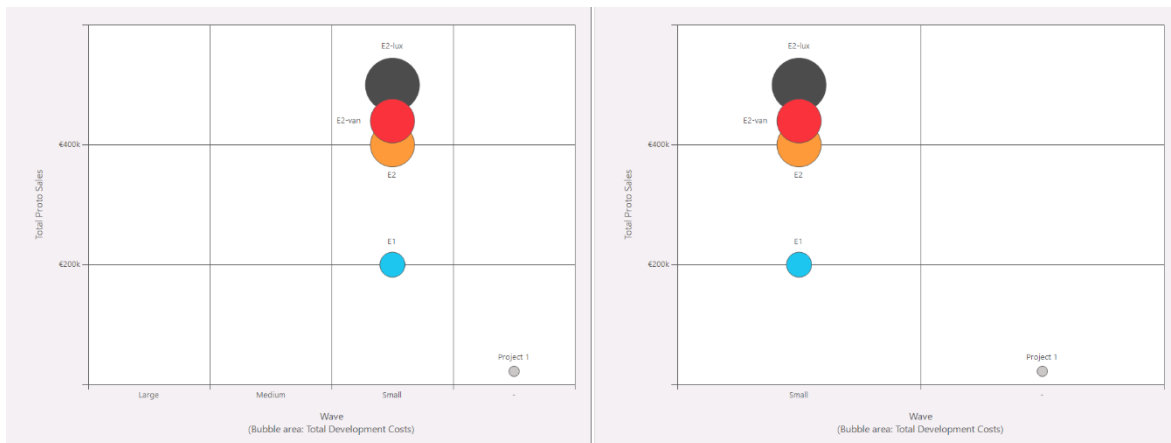 E2-lux
E2-van
€400k
E2
Total Proto Sales
E1
€200k
Project 1
Large
Medium
Small
-
Wave
(Bubble area: Total Development Costs)
E2-lux
E2-van
€400k
E2
Total Proto Sales
E1
€200k
Project 1
Small
-
Wave
(Bubble area: Total Development Costs)